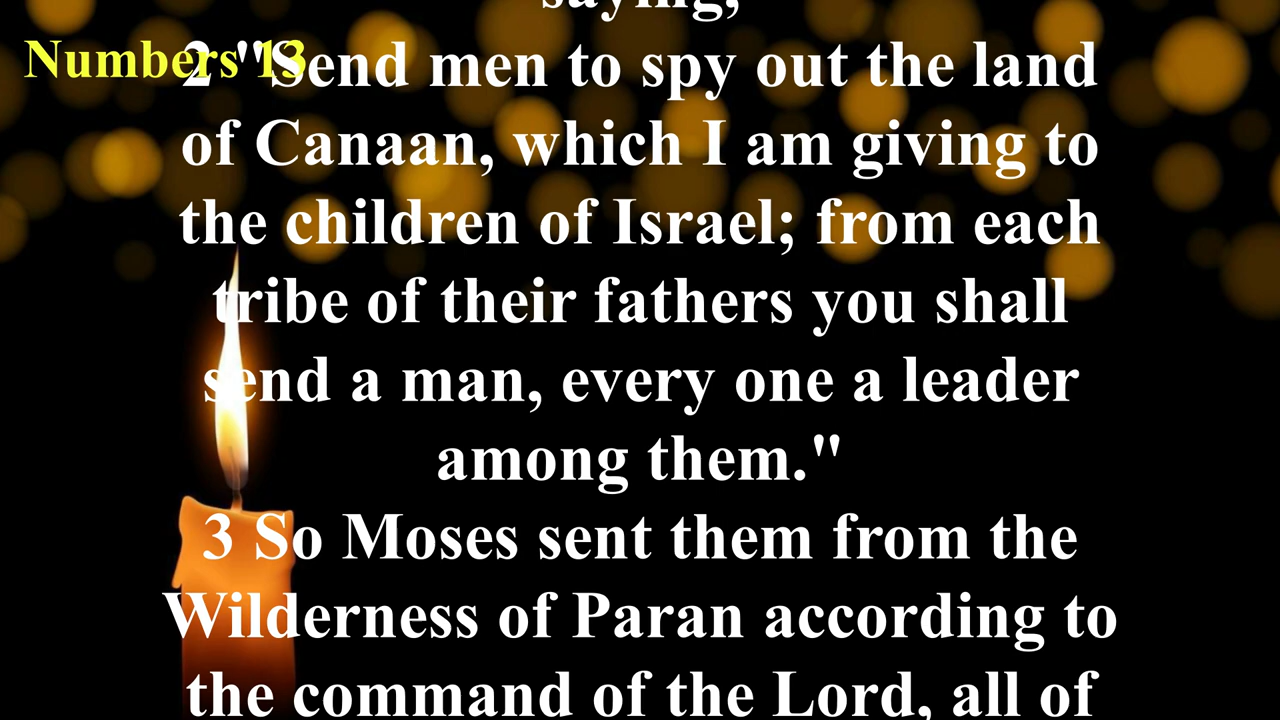 saying,
Numbers 13
2 "Send men to spy out the land
of Canaan, which I am giving to
the children of Israel; from each
tribe of their fathers you shall
send a man, every one a leader
among them."
3 So Moses sent them from the
Wilderness of Paran according to
the command of the Lord, all of